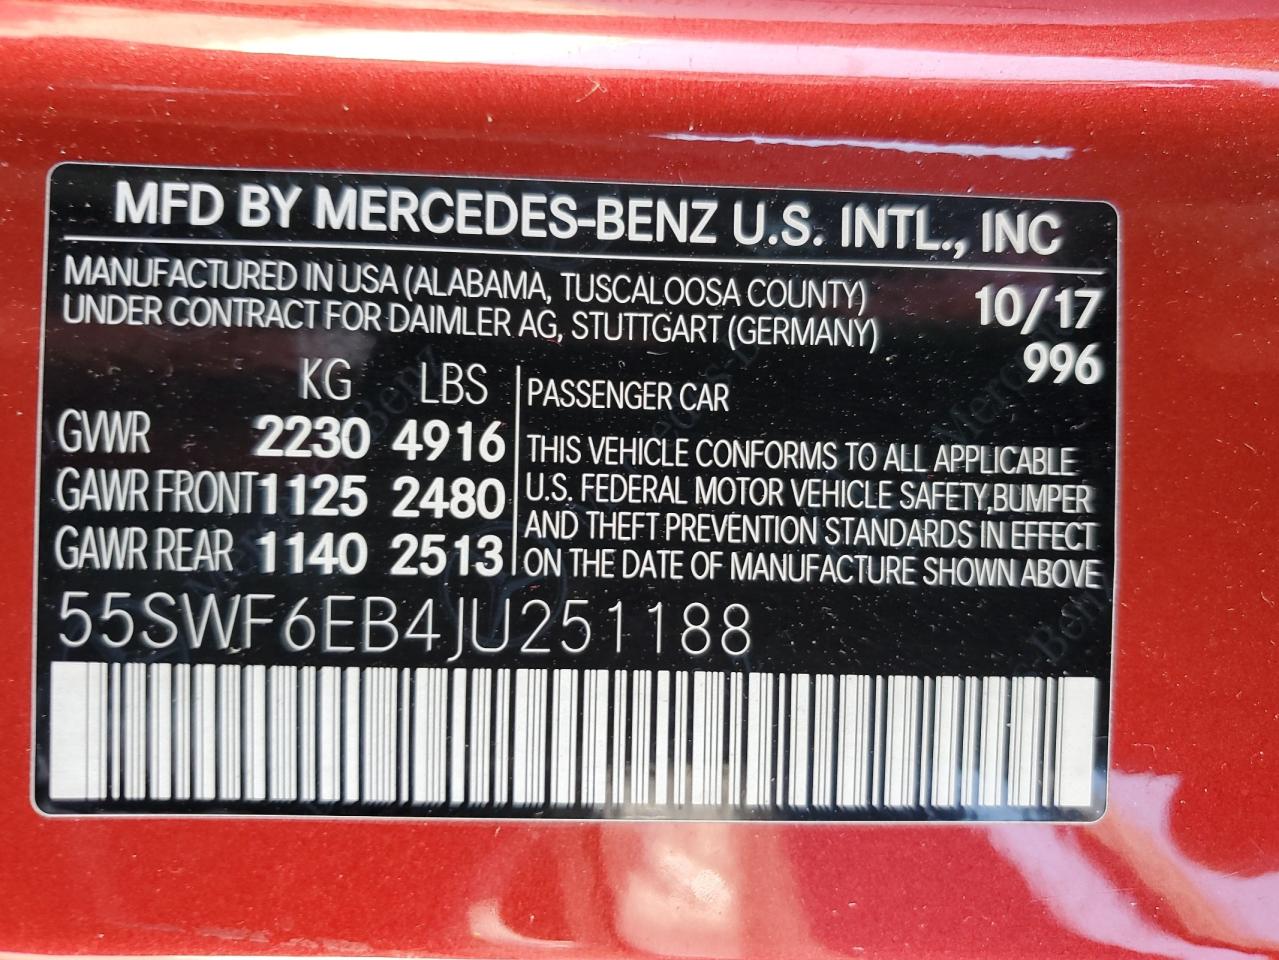 MFD BY MERCEDES-BENZ U.S. INTL., INC
MANUFACTURED IN USA (ALABAMA, TUSCALOOSA COUNTY) 10/17
UNDER CONTRACT FOR DAIMLER AG, STUTTGART (GERMANY)
996
KG LBS
GVWR 2230 4916
GAWR FRONT 1125 2480
GAWR REAR 1140 2513
PASSENGER CAR
THIS VEHICLE CONFORMS TO ALL APPLICABLE
U.S. FEDERAL MOTOR VEHICLE SAFETY,BUMPER
AND THEFT PREVENTION STANDARDS IN EFFECT
ON THE DATE OF MANUFACTURE SHOWN ABOVE
55SWF6EB4JU251188